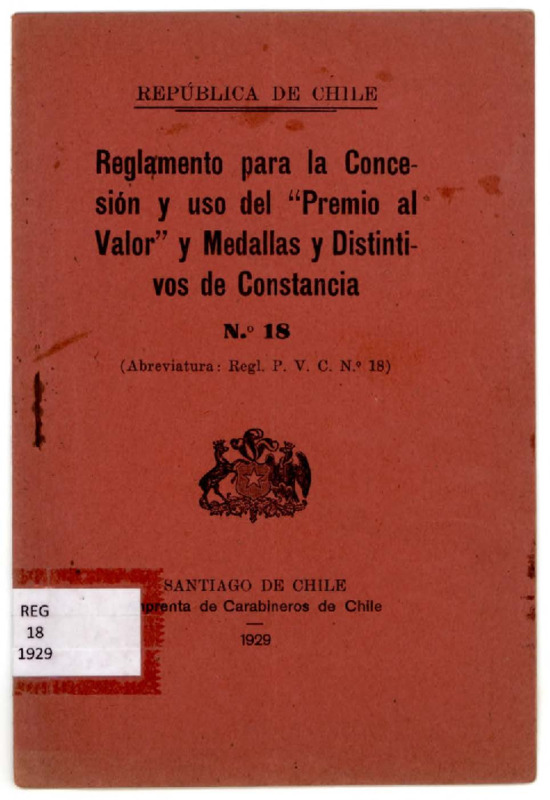 REPÚBLICA DE CHILE
Reglamento para la Conce-
sión y uso del “Premio al
Valor” y Medallas y Distinti-
vos de Constancia
N.º 18
(Abreviatura: Regl. P. V. C. N.º 18)
SANTIAGO DE CHILE
prenta de Carabineros de Chile
1929
REG
18
1929